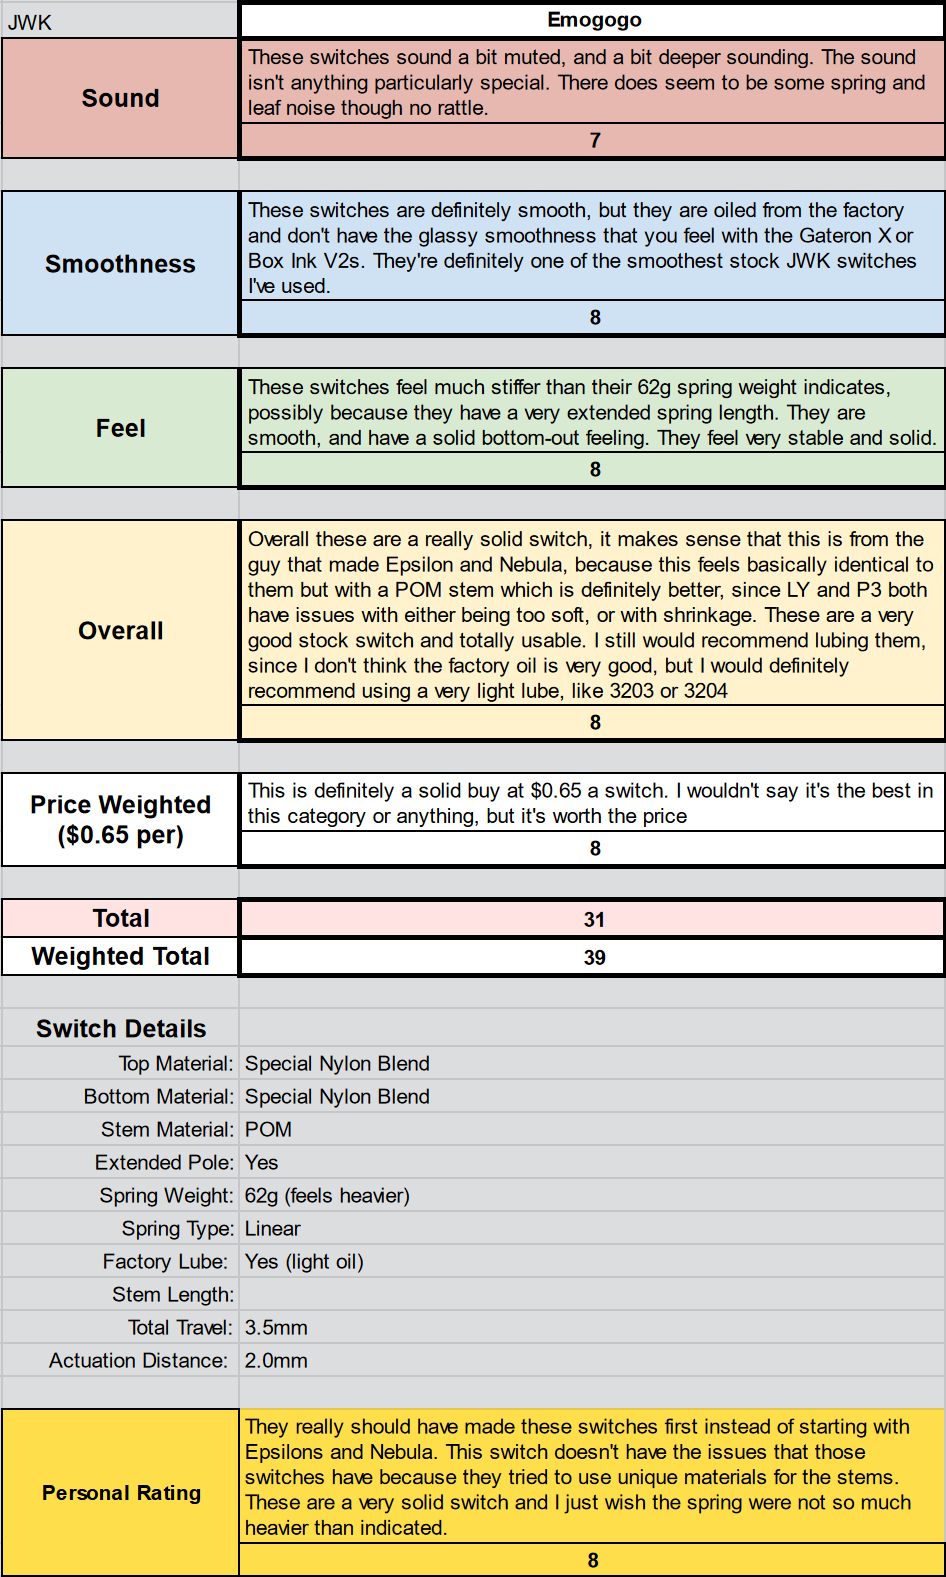 JWK
Emogogo
Sound
These switches sound a bit muted, and a bit deeper sounding. The sound
isn't anything particularly special. There does seem to be some spring and
leaf noise though no rattle.
7
Smoothness
These switches are definitely smooth, but they are oiled from the factory
and don't have the glassy smoothness that you feel with the Gateron X or
Box Ink V2s. They're definitely one of the smoothest stock JWK switches
I've used.
8
Feel
These switches feel much stiffer than their 62g spring weight indicates,
possibly because they have a very extended spring length. They are
smooth, and have a solid bottom-out feeling. They feel very stable and solid.
8
Overall
Overall these are a really solid switch, it makes sense that this is from the
guy that made Epsilon and Nebula, because this feels basically identical to
them but with a POM stem which is definitely better, since LY and P3 both
have issues with either being too soft, or with shrinkage. These are a very
good stock switch and totally usable. I still would recommend lubing them,
since I don't think the factory oil is very good, but I would definitely
recommend using a very light lube, like 3203 or 3204
8
Price Weighted
($0.65 per)
This is definitely a solid buy at $0.65 a switch. I wouldn't say it's the best in
this category or anything, but it's worth the price
8
Total
31
Weighted Total
39
Switch Details
Top Material: Special Nylon Blend
Bottom Material: Special Nylon Blend
Stem Material: POM
Extended Pole: Yes
Spring Weight: 62g (feels heavier)
Spring Type: Linear
Factory Lube: Yes (light oil)
Stem Length:
Total Travel: 3.5mm
Actuation Distance: 2.0mm
Personal Rating
They really should have made these switches first instead of starting with
Epsilons and Nebula. This switch doesn't have the issues that those
switches have because they tried to use unique materials for the stems.
These are a very solid switch and I just wish the spring were not so much
heavier than indicated.
8